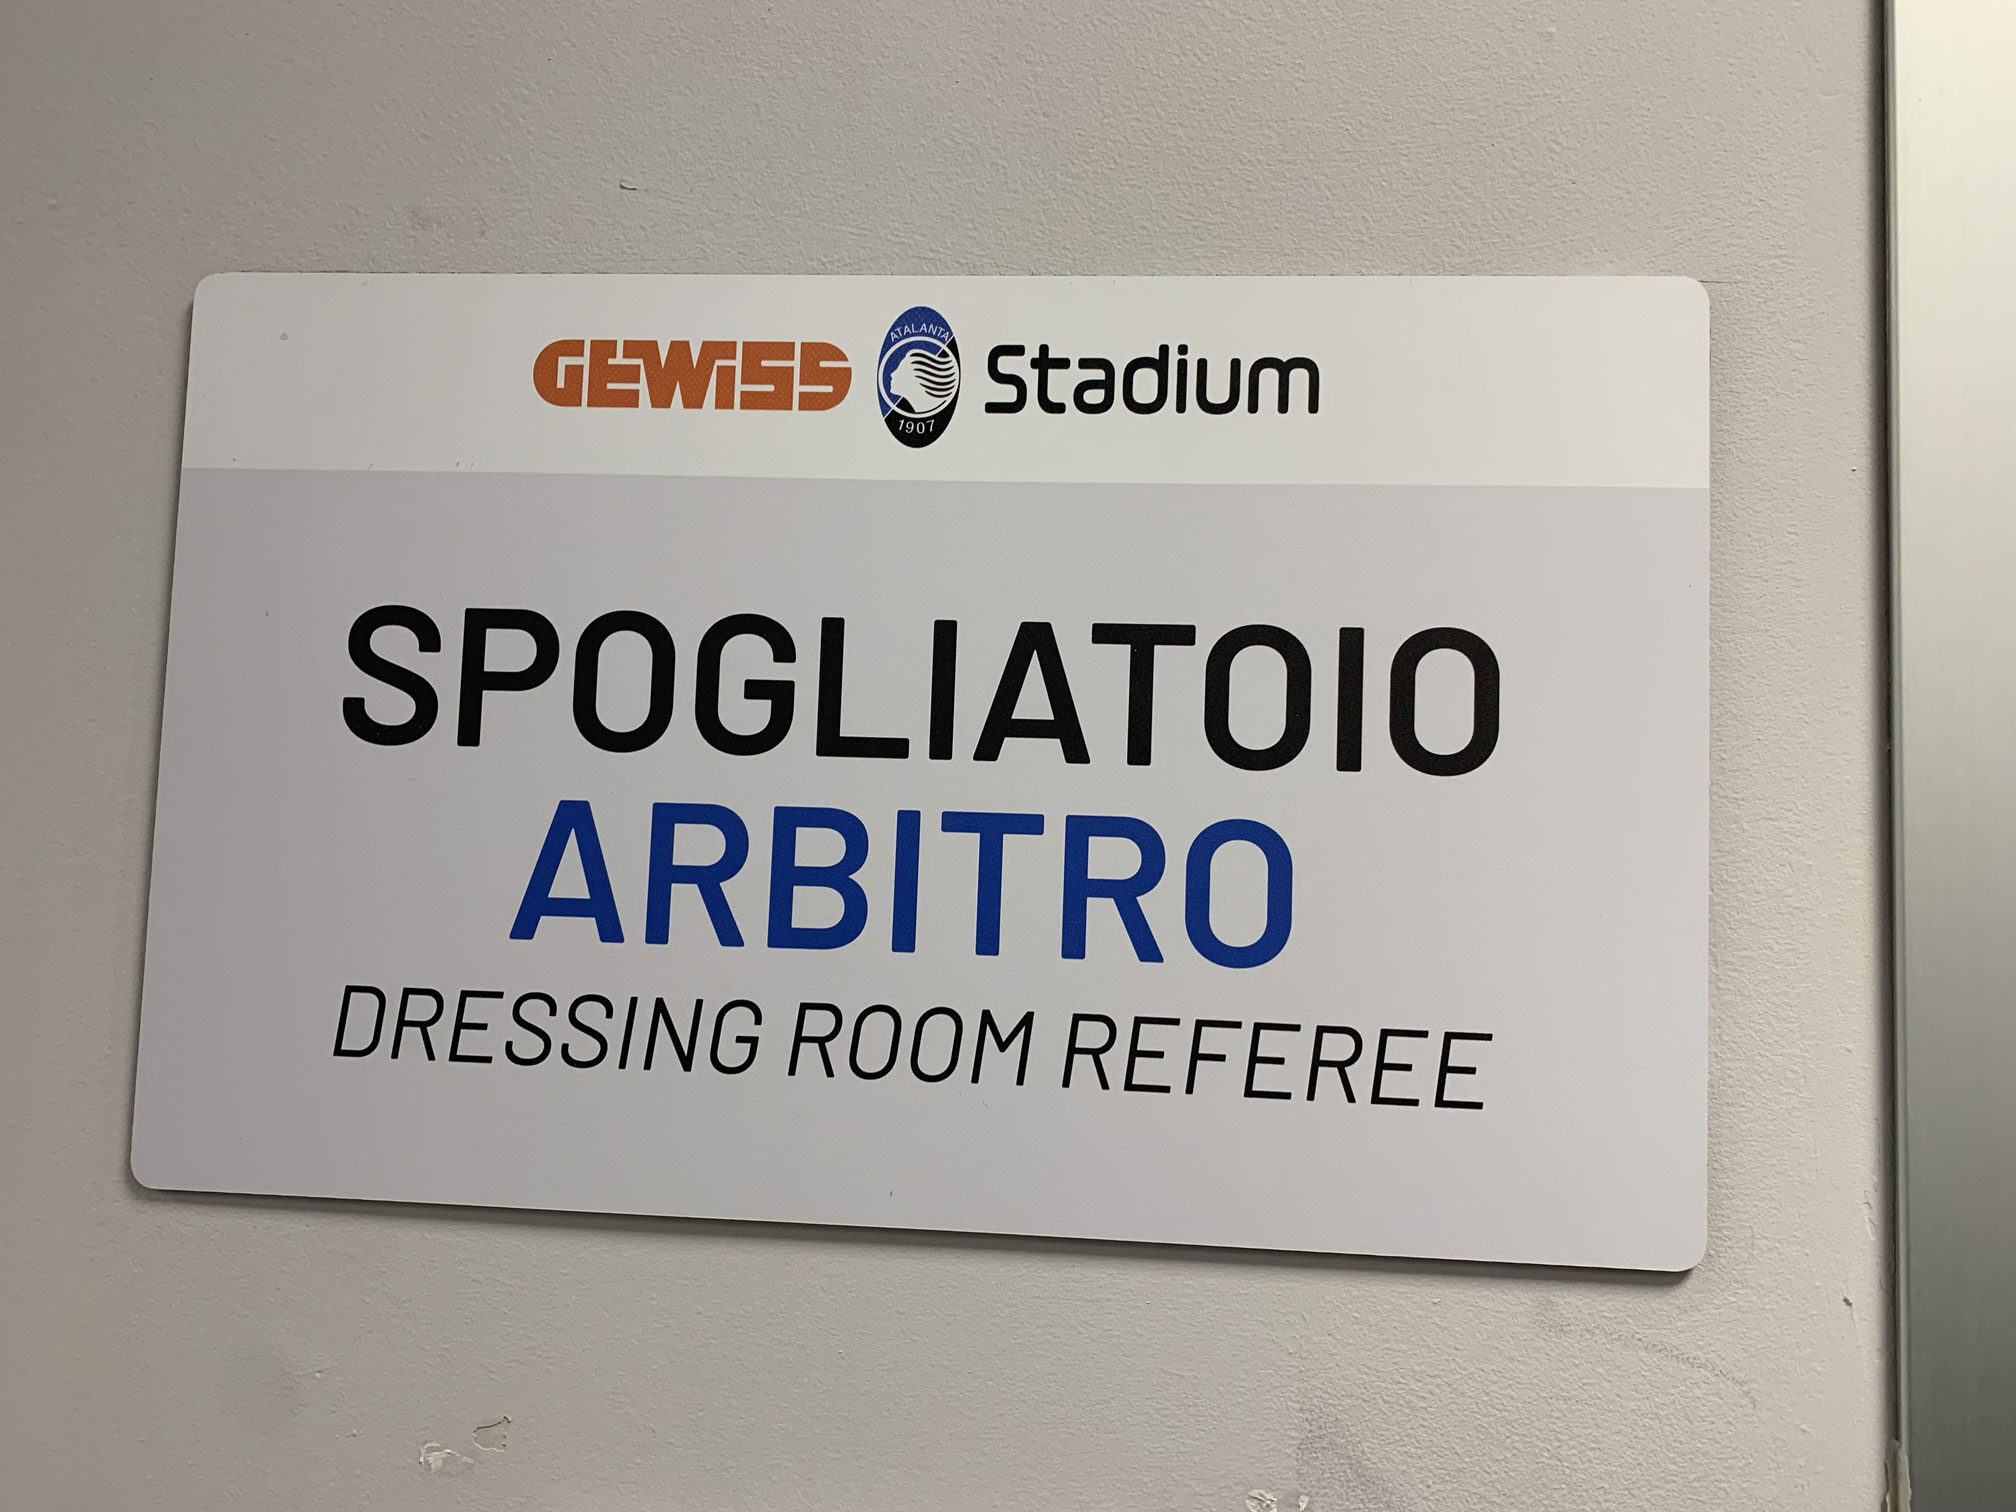 GEWiSS ATALANTA 1907 Stadium
SPOGLIATOIO
ARBITRO
DRESSING ROOM REFEREE